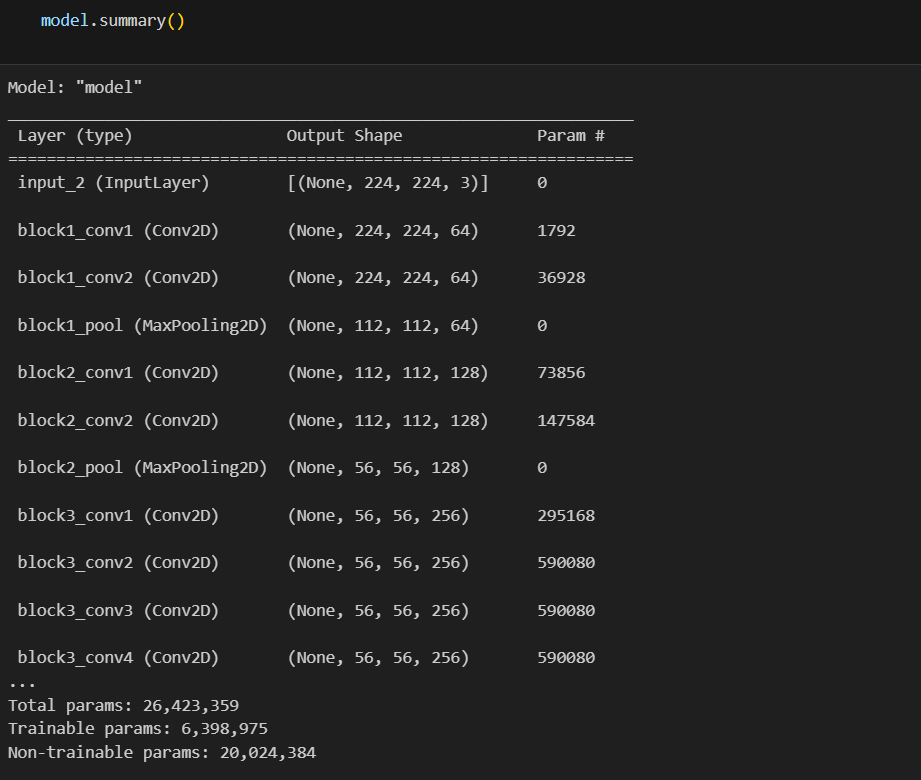 model.summary()
Model: "model"
_________________________________________________________________
Layer (type) Output Shape Param #
=================================================================
input_2 (InputLayer) [(None, 224, 224, 3)] 0
block1_conv1 (Conv2D) (None, 224, 224, 64) 1792
block1_conv2 (Conv2D) (None, 224, 224, 64) 36928
block1_pool (MaxPooling2D) (None, 112, 112, 64) 0
block2_conv1 (Conv2D) (None, 112, 112, 128) 73856
block2_conv2 (Conv2D) (None, 112, 112, 128) 147584
block2_pool (MaxPooling2D) (None, 56, 56, 128) 0
block3_conv1 (Conv2D) (None, 56, 56, 256) 295168
block3_conv2 (Conv2D) (None, 56, 56, 256) 590080
block3_conv3 (Conv2D) (None, 56, 56, 256) 590080
block3_conv4 (Conv2D) (None, 56, 56, 256) 590080
...
Total params: 26,423,359
Trainable params: 6,398,975
Non-trainable params: 20,024,384